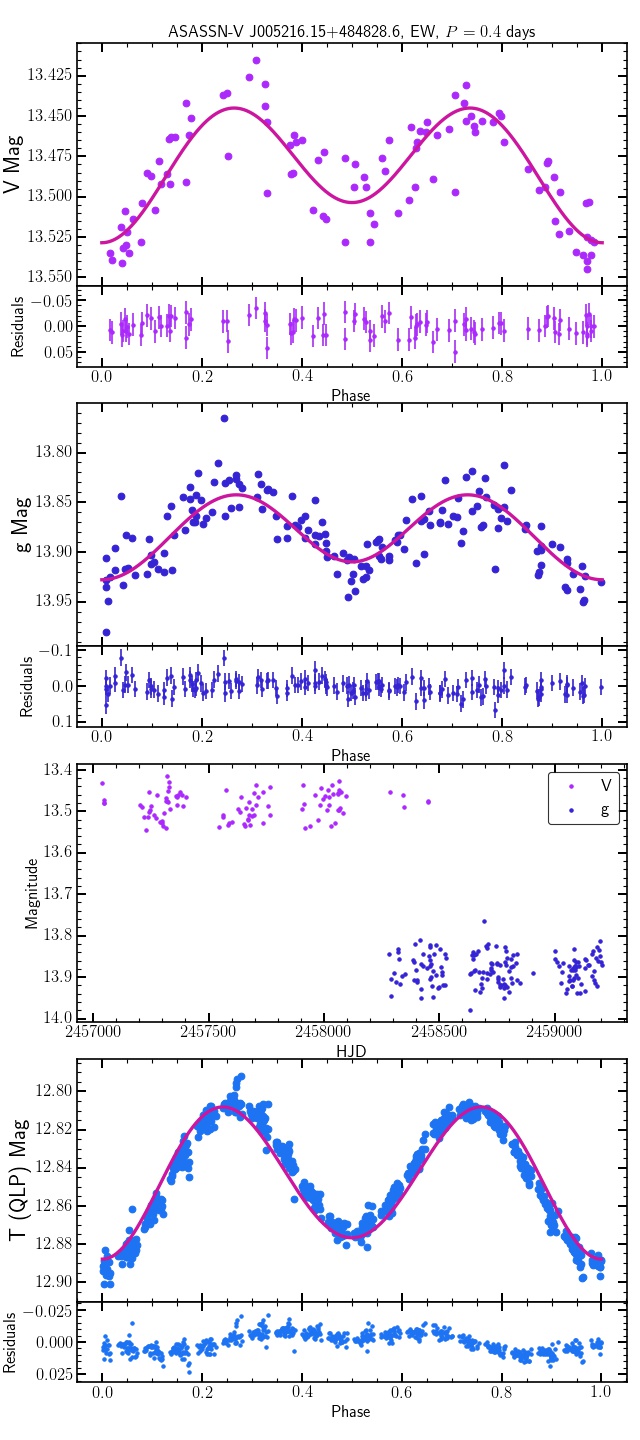 ASASSN-V J005216.15+484828.6, EW, P = 0.4 days
V Mag
13.425
13.450
13.475
13.500
13.525
13.550
Residuals
−0.05
0.00
0.05
0.0 0.2 0.4 0.6 0.8 1.0
Phase
g Mag
13.80
13.85
13.90
13.95
Residuals
−0.1
0.0
0.1
0.0 0.2 0.4 0.6 0.8 1.0
Phase
Magnitude
13.4
13.5
13.6
13.7
13.8
13.9
14.0
V
g
2457000 2457500 2458000 2458500 2459000
HJD
T (QLP) Mag
12.80
12.82
12.84
12.86
12.88
12.90
Residuals
−0.025
0.000
0.025
0.0 0.2 0.4 0.6 0.8 1.0
Phase